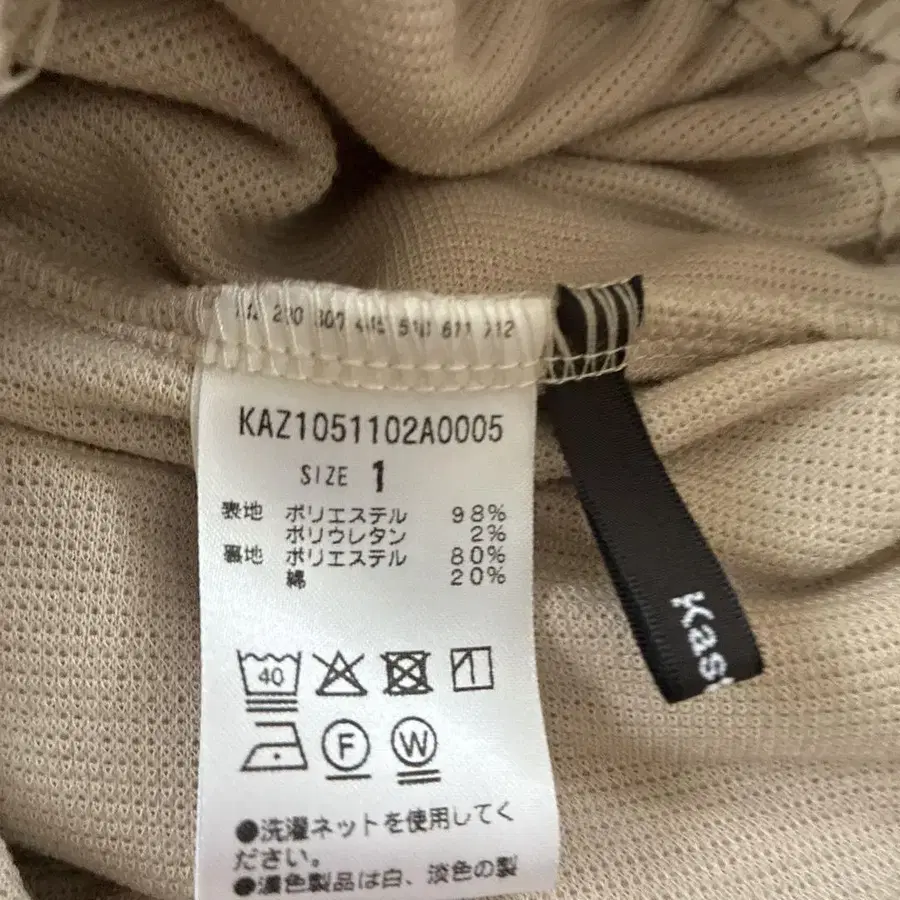 KAZ1051102A0005
SIZE 1
表地 ポリエステル 98%
ポリウレタン 2%
裏地 ポリエステル 80%
綿 20%
40
F
W
●洗濯ネットを使用してく
ださい。
●濃色製品は白、淡色の製
Kas